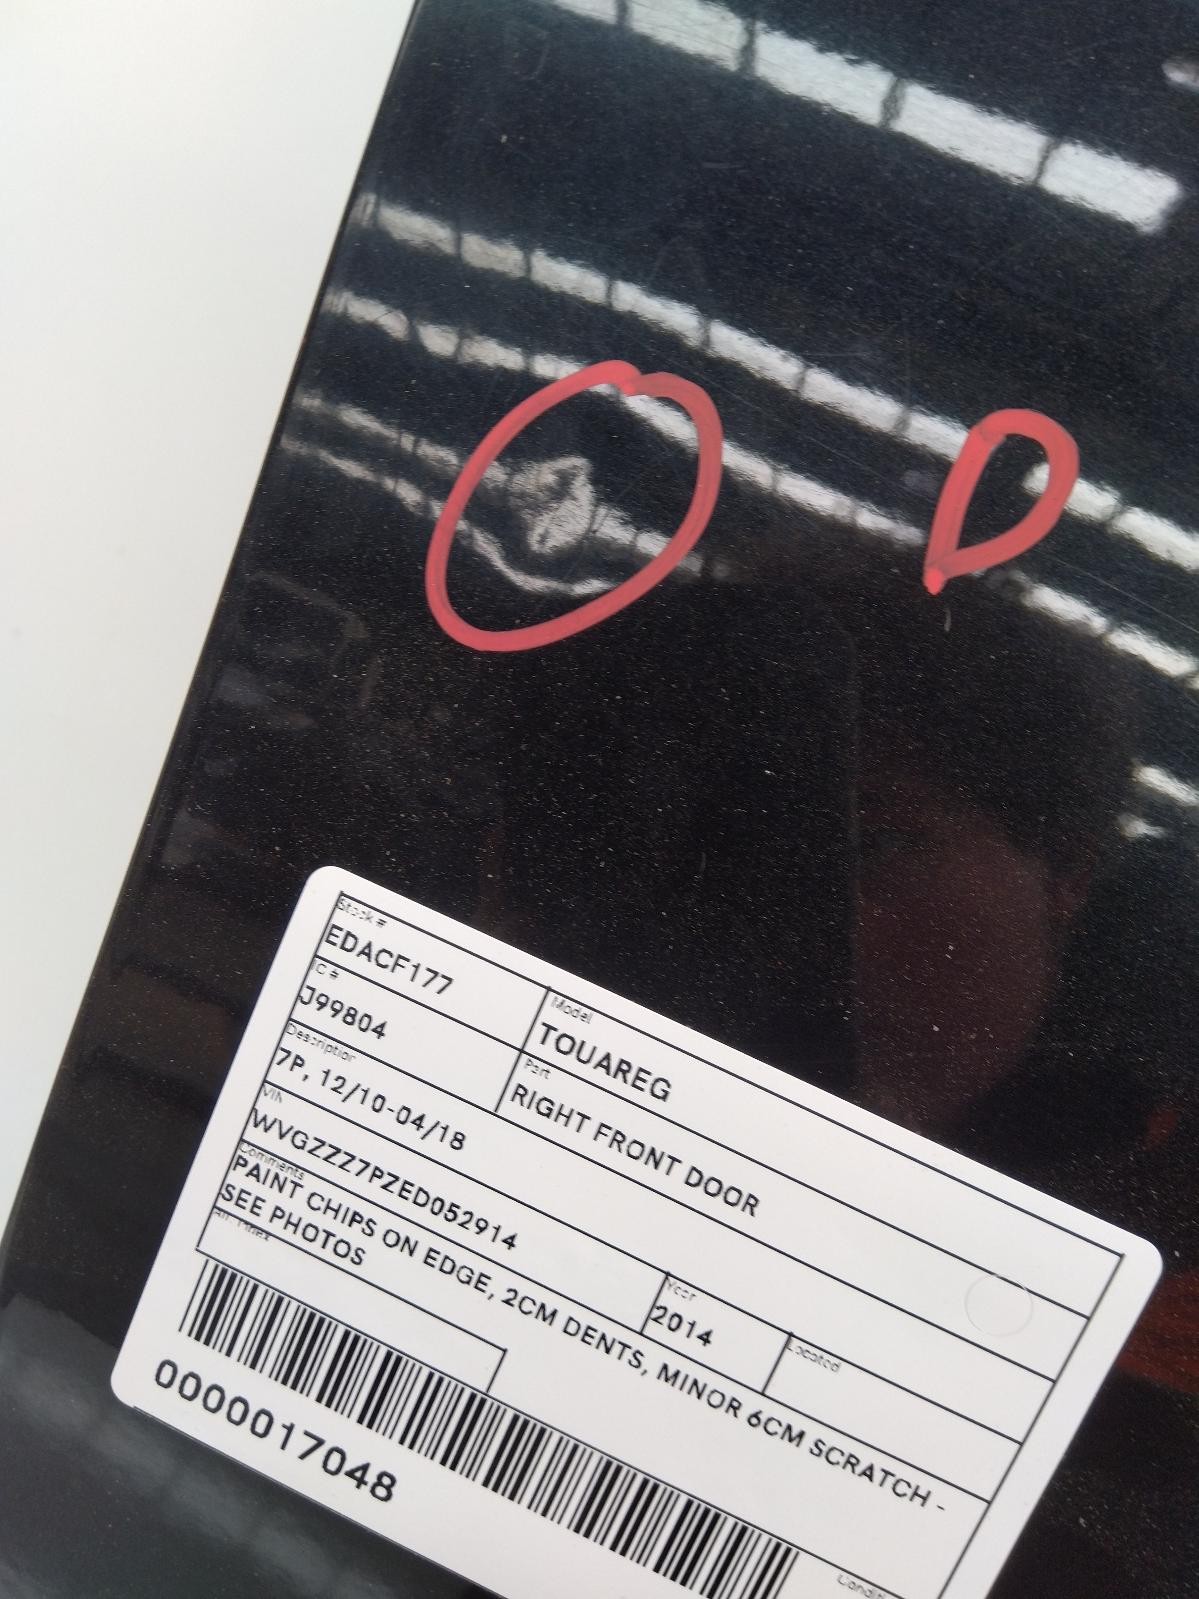 Stock #
EDACF177
Model
TOUAREG
IC #
J99804
Part
RIGHT FRONT DOOR
Description
7P, 12/10-04/18
VIN
WVGZZZ7PZED052914
Year
2014
Located
Comments
PAINT CHIPS ON EDGE, 2CM DENTS, MINOR 6CM SCRATCH -
SEE PHOTOS
0000017048
D